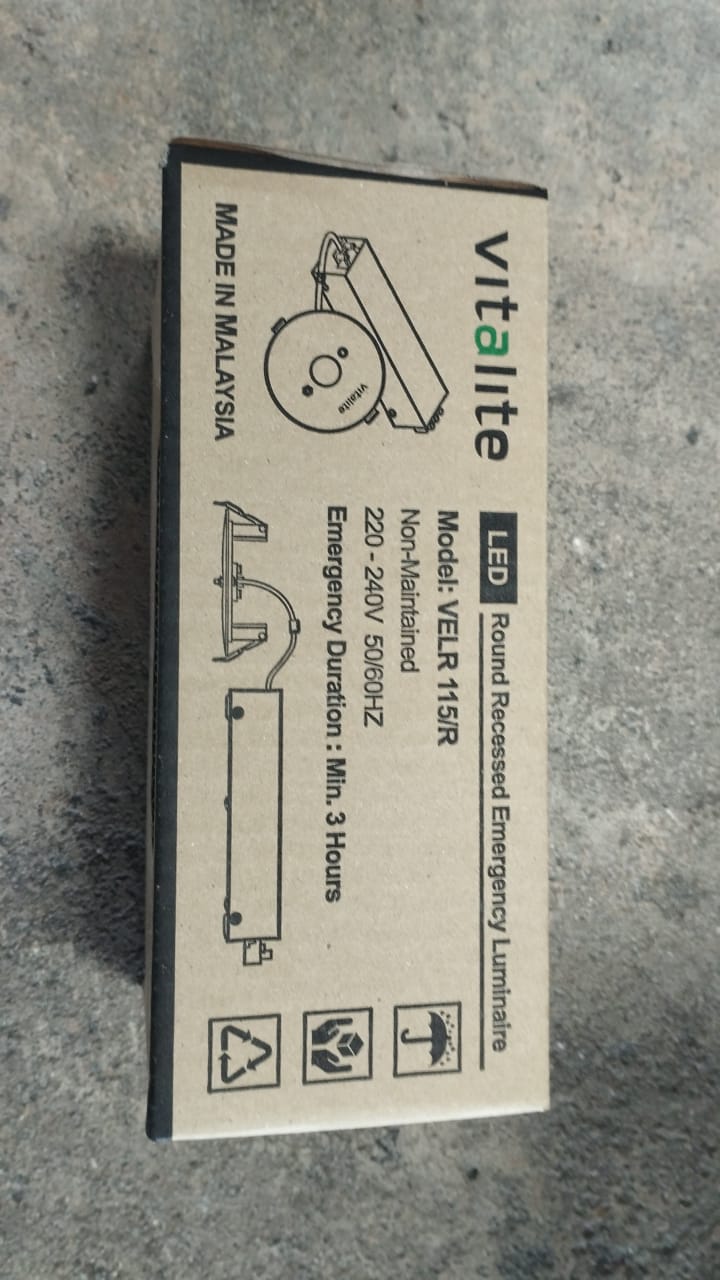 vitalite
LED Round Recessed Emergency Luminaire
Model: VELR 115/R
Non-Maintained
220 - 240V 50/60HZ
Emergency Duration : Min. 3 Hours
vitalite
MADE IN MALAYSIA